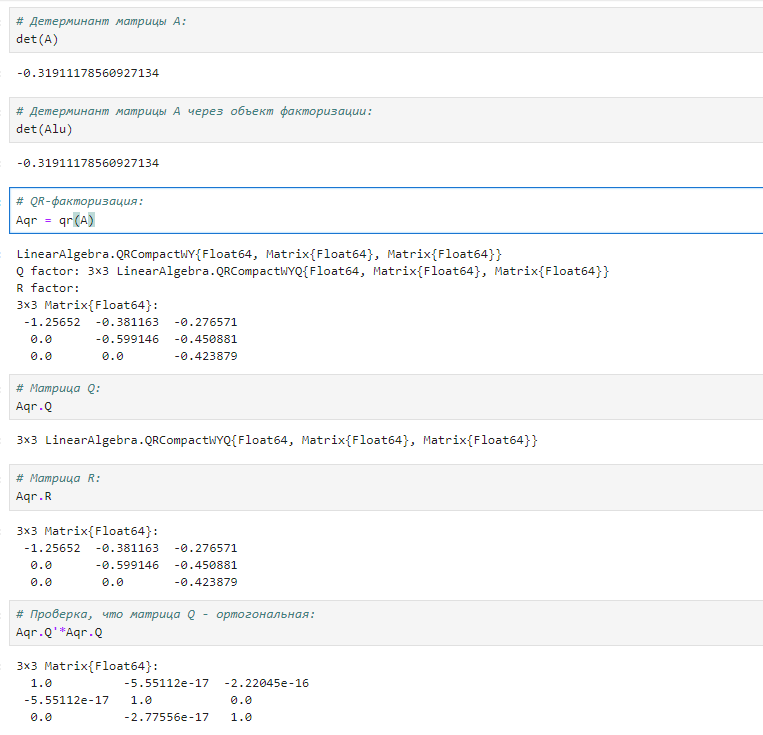 # Детерминант матрицы A:
det(A)
-0.31911178560927134
# Детерминант матрицы A через объект факторизации:
det(Alu)
-0.31911178560927134
# QR-факторизация:
Aqr = qr(A)
LinearAlgebra.QRCompactWY{Float64, Matrix{Float64}, Matrix{Float64}}
Q factor: 3×3 LinearAlgebra.QRCompactWYQ{Float64, Matrix{Float64}, Matrix{Float64}}
R factor:
3×3 Matrix{Float64}:
 -1.25652  -0.381163  -0.276571
  0.0      -0.599146  -0.450881
  0.0       0.0       -0.423879
# Матрица Q:
Aqr.Q
3×3 LinearAlgebra.QRCompactWYQ{Float64, Matrix{Float64}, Matrix{Float64}}
# Матрица R:
Aqr.R
3×3 Matrix{Float64}:
 -1.25652  -0.381163  -0.276571
  0.0      -0.599146  -0.450881
  0.0       0.0       -0.423879
# Проверка, что матрица Q - ортогональная:
Aqr.Q'*Aqr.Q
3×3 Matrix{Float64}:
  1.0          -5.55112e-17  -2.22045e-16
 -5.55112e-17   1.0           0.0
  0.0          -2.77556e-17   1.0